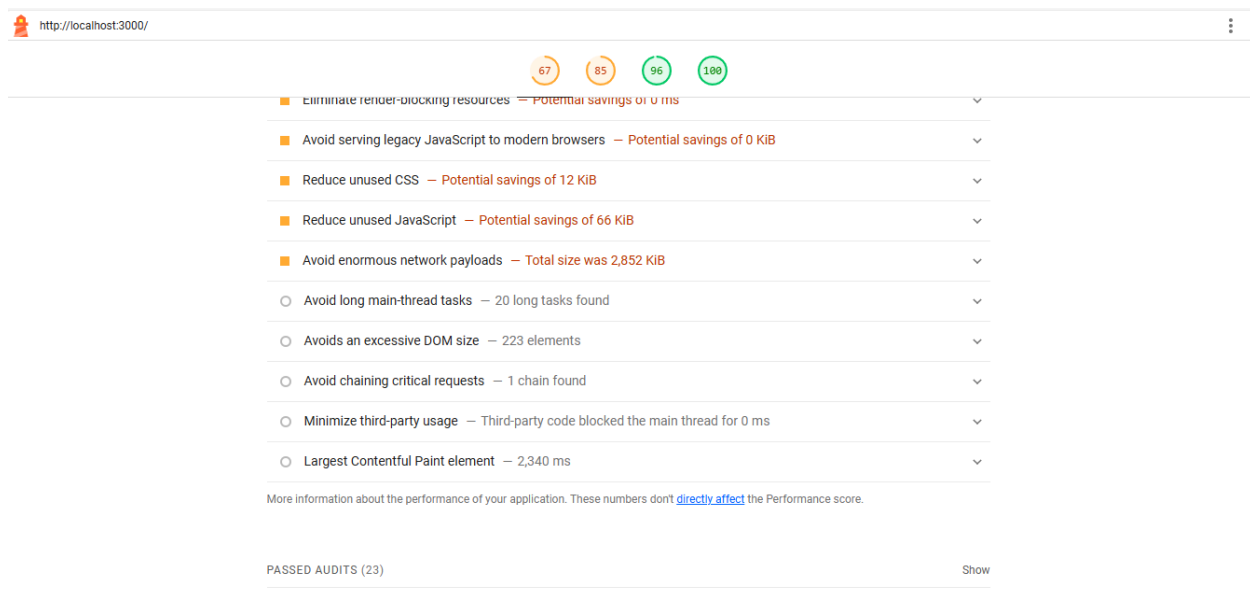 http://localhost:3000/
67 85 96 100
Eliminate render-blocking resources — Potential savings of 0 ms
Avoid serving legacy JavaScript to modern browsers — Potential savings of 0 KiB
Reduce unused CSS — Potential savings of 12 KiB
Reduce unused JavaScript — Potential savings of 66 KiB
Avoid enormous network payloads — Total size was 2,852 KiB
Avoid long main-thread tasks — 20 long tasks found
Avoids an excessive DOM size — 223 elements
Avoid chaining critical requests — 1 chain found
Minimize third-party usage — Third-party code blocked the main thread for 0 ms
Largest Contentful Paint element — 2,340 ms
More information about the performance of your application. These numbers don't directly affect the Performance score.
PASSED AUDITS (23) Show